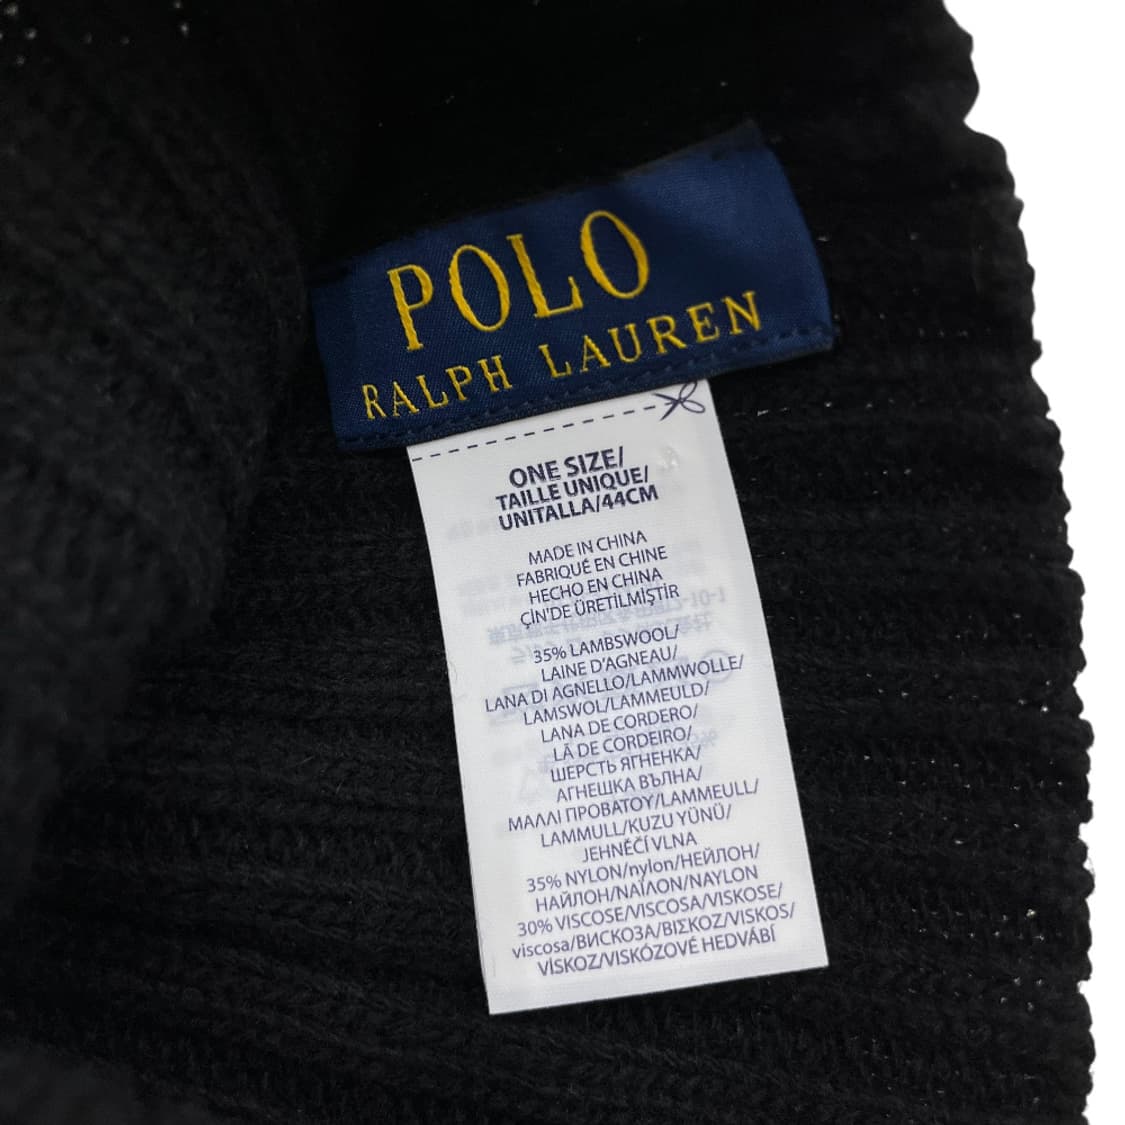 POLO
RALPH LAUREN
ONE SIZE/
TAILLE UNIQUE/
UNITALLA/44CM
MADE IN CHINA
FABRIQUÉ EN CHINE
HECHO EN CHINA
ÇİN'DE ÜRETİLMİŞTİR
35% LAMBSWOOL/
LAINE D'AGNEAU/
LANA DI AGNELLO/LAMMWOLLE/
LAMSWOL/LAMMEULD/
LANA DE CORDERO/
LÃ DE CORDEIRO/
ШЕРСТЬ ЯГНЕНКА/
АГНЕШКА ВЪЛНА/
ΜΑΛΛΙ ΠΡΟΒΑΤΟΥ/LAMMEULL/
LAMMULL/KUZU YÜNÜ/
JEHNĚČÍ VLNA
35% NYLON/nylon/НЕЙЛОН/
НАЙЛОН/ΝΑΪΛΟΝ/NAYLON
30% VISCOSE/VISCOSA/VISKOSE/
viscosa/ВИСКОЗА/ΒΙΣΚΟΖ/VISKOS/
VİSKOZ/VISKÓZOVÉ HEDVÁBÍ